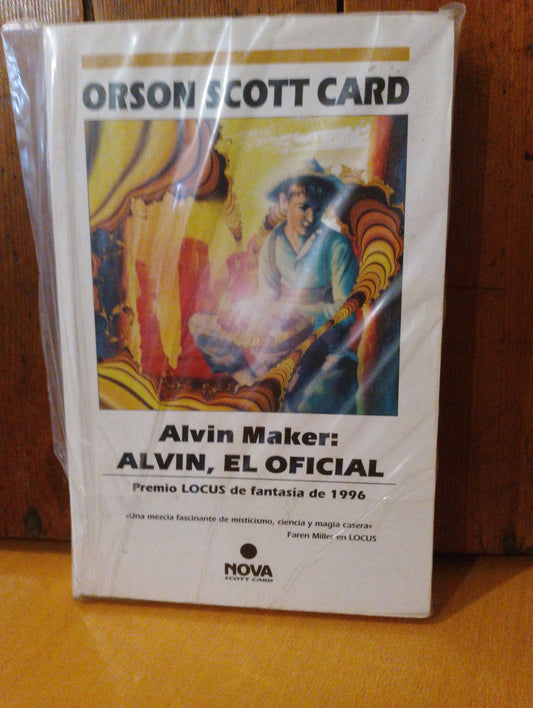 ORSON SCOTT CARD
Alvin Maker:
ALVIN, EL OFICIAL
Premio LOCUS de fantasía de 1996
«Una mezcla fascinante de misticismo, ciencia y magia casera»
Faren Miller en LOCUS
NOVA
SCOTT CARD